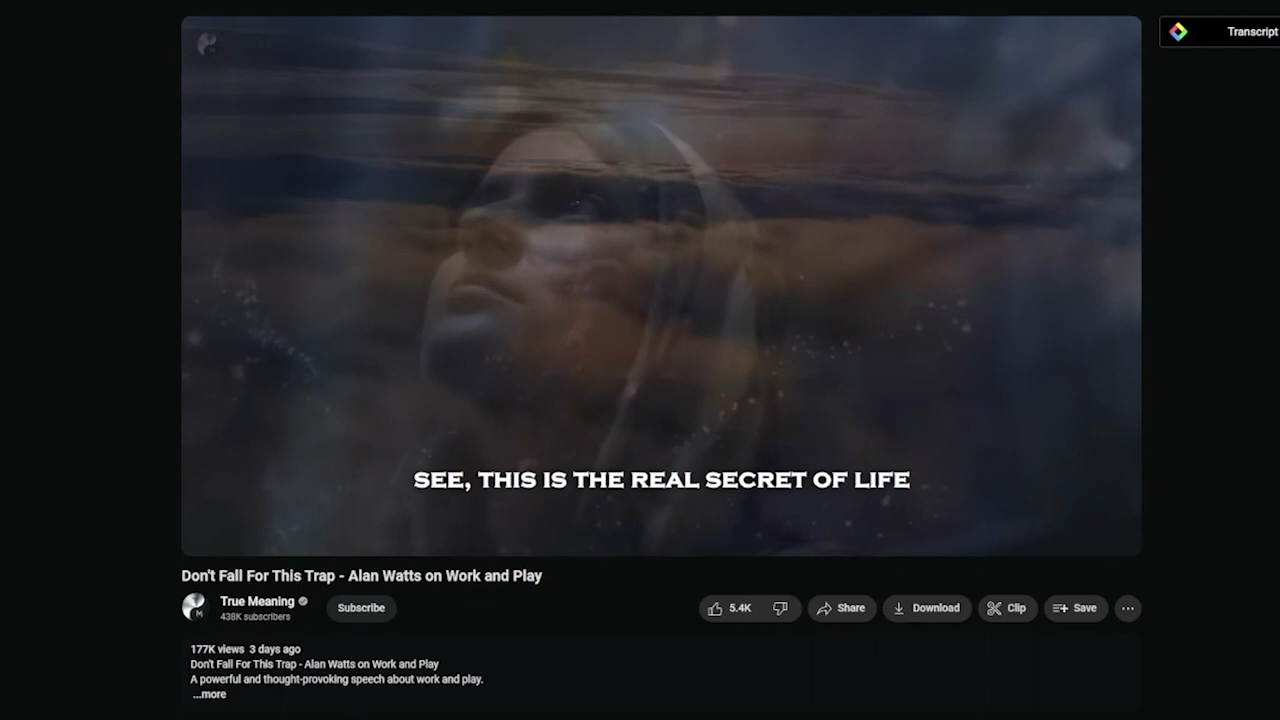 Transcript
SEE, THIS IS THE REAL SECRET OF LIFE
Don't Fall For This Trap - Alan Watts on Work and Play
True Meaning
438K subscribers
Subscribe
5.4K
Share
Download
Clip
Save
177K views 3 days ago
Don't Fall For This Trap - Alan Watts on Work and Play
A powerful and thought-provoking speech about work and play.
...more